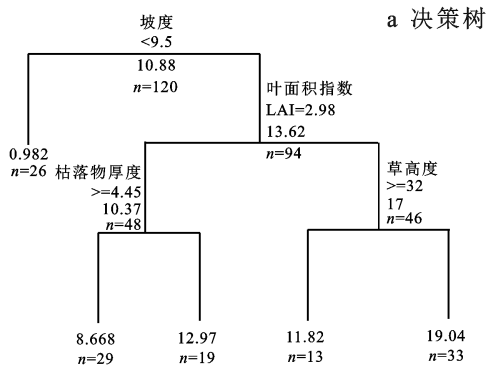 a 决策树
坡度
<9.5
10.88
n=120
叶面积指数
LAI=2.98
13.62
n=94
0.982
n=26
枯落物厚度
>=4.45
10.37
n=48
草高度
>=32
17
n=46
8.668
n=29
12.97
n=19
11.82
n=13
19.04
n=33